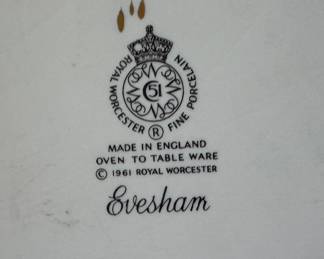 ROYAL WORCESTER FINE PORCELAIN
C 51
R
MADE IN ENGLAND
OVEN TO TABLE WARE
© 1961 ROYAL WORCESTER
Evesham